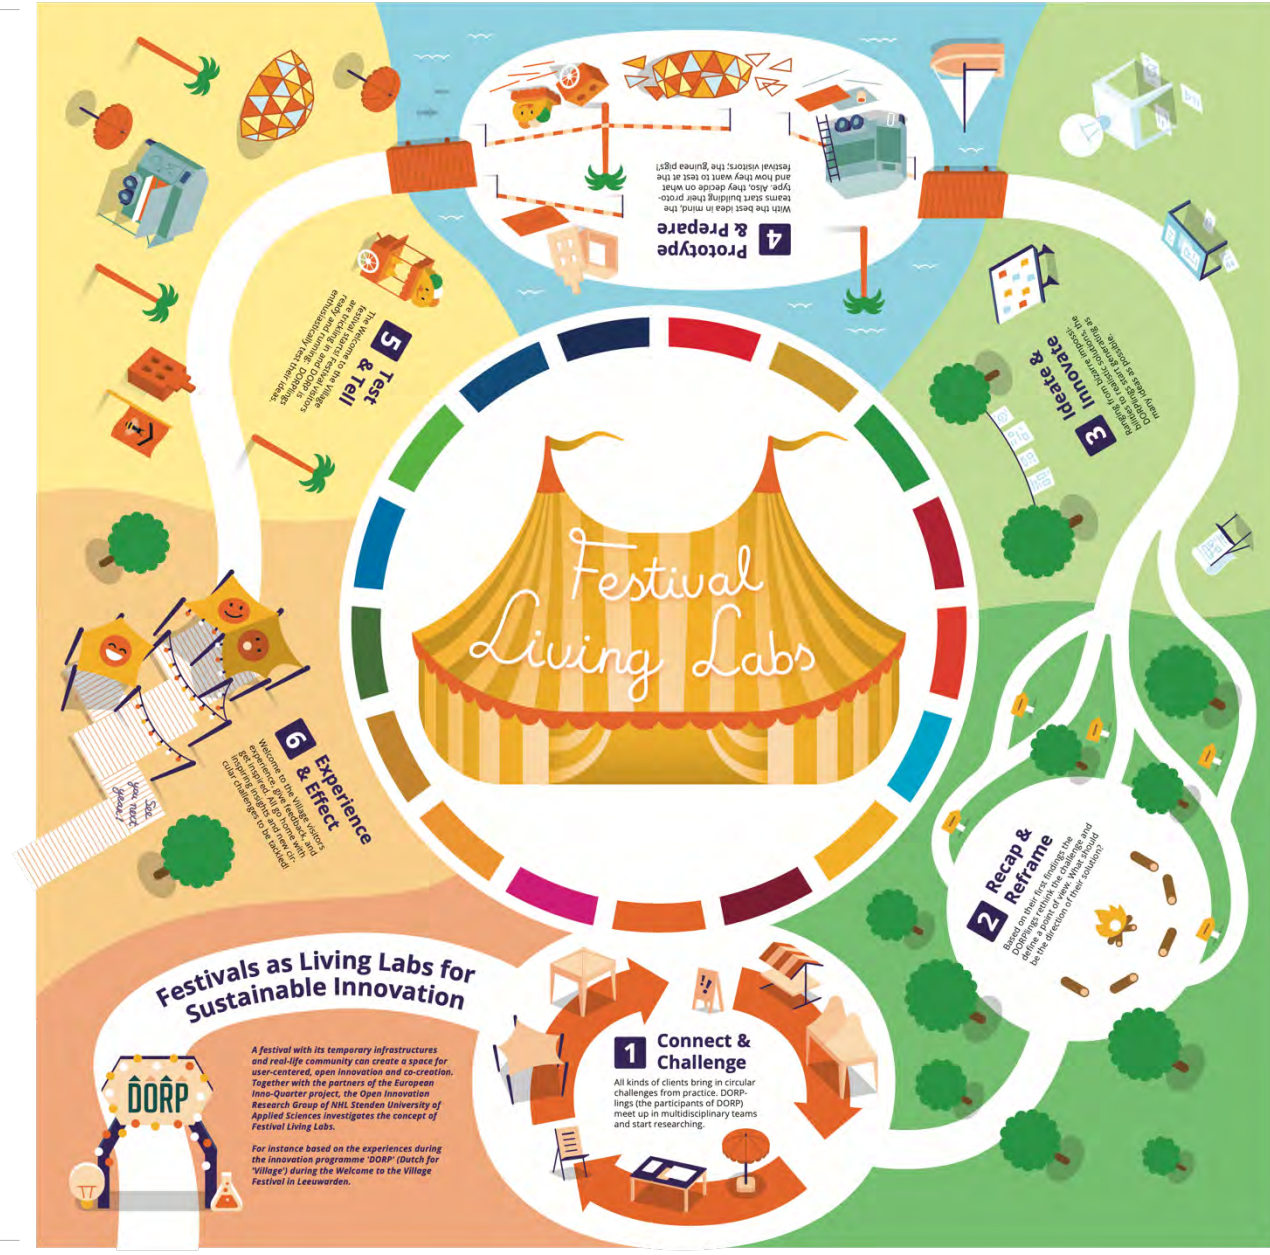 Festival
Living Labs
Festivals as Living Labs for
Sustainable Innovation
DORP
A festival with its temporary infrastructures
and real-life community can create a space for
user-centered, open innovation and co-creation.
Together with the partners of the European
Inno-Quarter project, the Open Innovation
Research Group of NHL Stenden University of
Applied Sciences investigates the concept of
Festival Living Labs.
For instance based on the experiences during
the innovation programme 'DORP' (Dutch for
'Village') during the Welcome to the Village
Festival in Leeuwarden.
!!
1
Connect &
Challenge
All kinds of clients bring in circular
challenges from practice. DORP-
lings (the participants of DORP)
meet up in multidisciplinary teams
and start researching.
2
Recap &
Reframe
Based on their first findings the
DORPlings rethink the challenge and
define a point of view. What should
be the direction of their solution?
3
Ideate &
Innovate
Ranging from bizarre impossi-
bilities to realistic solutions, the
DORPlings start generating as
many ideas as possible.
4
Prototype
& Prepare
With the best idea in mind, the
teams start building their proto-
type. Also, they decide on what
and how they want to test at the
festival visitors; the guinea pigs!'
5
Test
& Tell
The Welcome to the Village
festival starts! Festival visitors
are trickling in and DORP is
ready and running. DORPlings
enthusiastically test their ideas.
6
Experience
& Effect
Welcome to the Village visitors
experience, give feedback, and
get inspired. All go home with
inspiring insights and new cir-
cular challenges to be tackled!
See
you next
year!